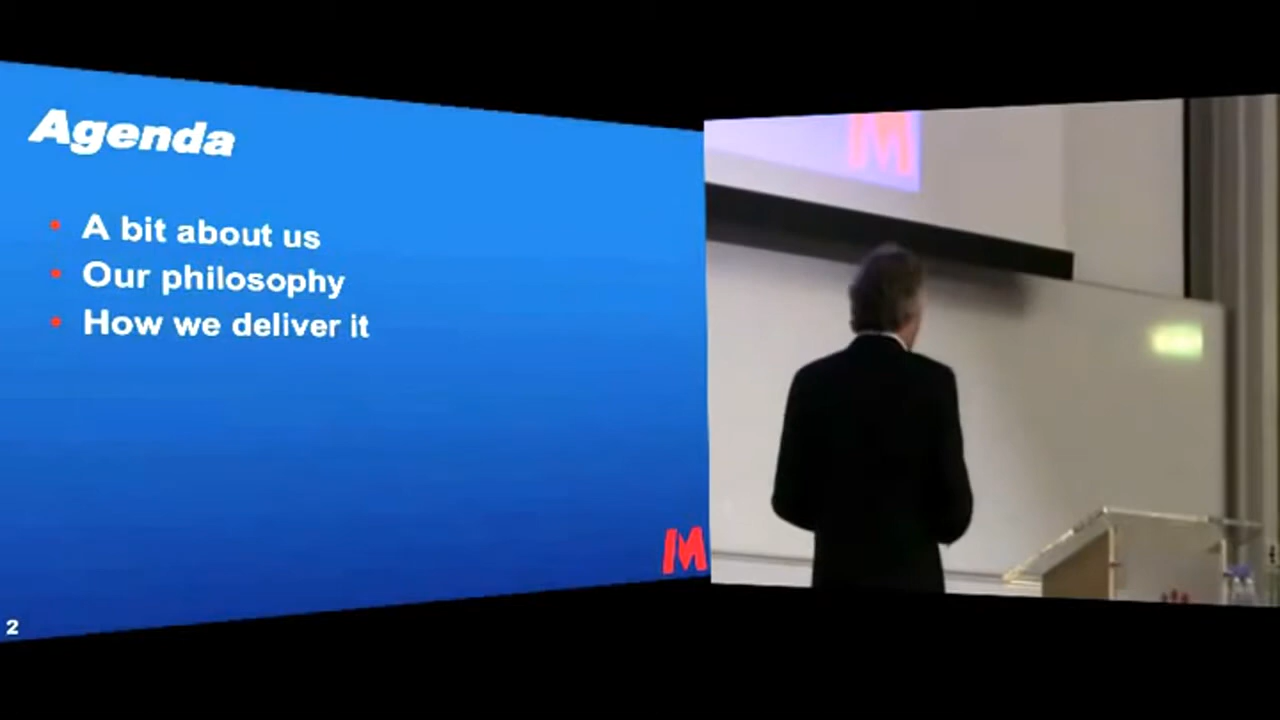 Agenda
• A bit about us
• Our philosophy
• How we deliver it
M
2
M